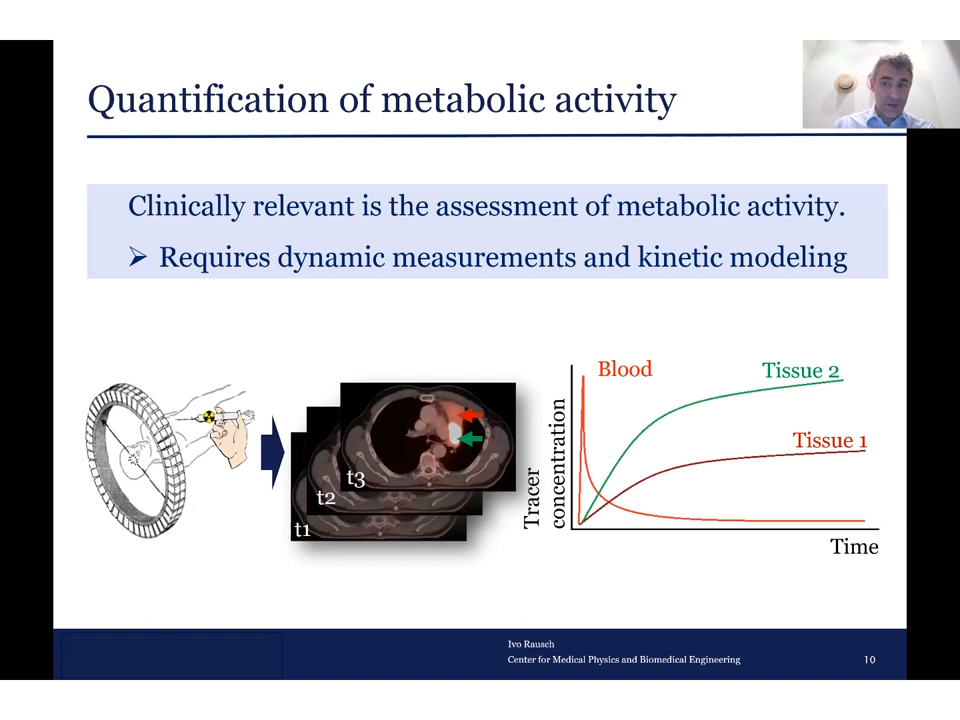 Quantification of metabolic activity
Clinically relevant is the assessment of metabolic activity.
➢ Requires dynamic measurements and kinetic modeling
t1
t2
t3
Tracer
concentration
Blood
Tissue 2
Tissue 1
Time
Ivo Rausch
Center for Medical Physics and Biomedical Engineering
10